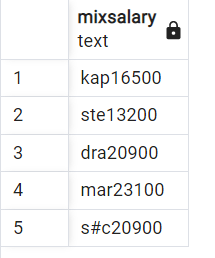 mixsalary
text
1 kap16500
2 ste13200
3 dra20900
4 mar23100
5 s#c20900